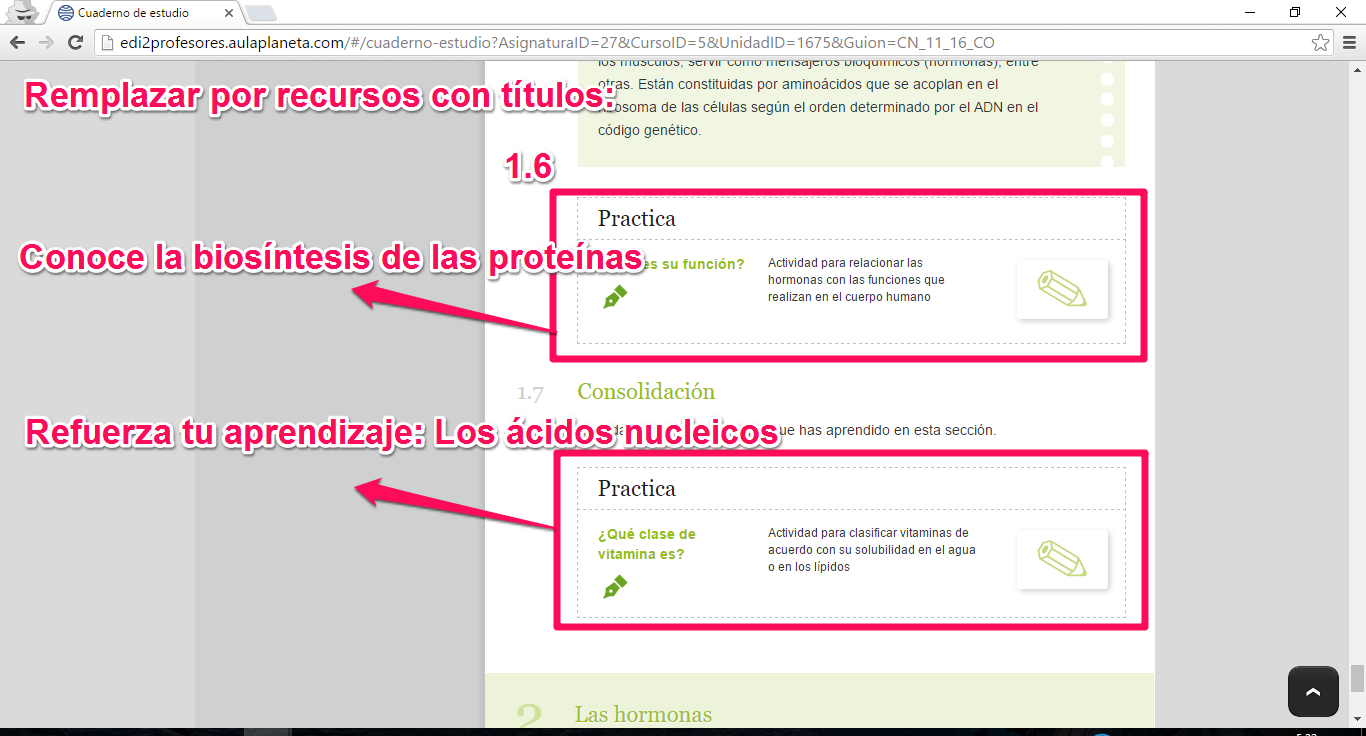 Cuaderno de estudio
edi2profesores.aulaplaneta.com/#/cuaderno-estudio?AsignaturaID=27&CursoID=5&UnidadID=1675&Guion=CN_11_16_CO
los músculos, servir como mensajeros bioquímicos (hormonas), entre
Remplazar por recursos con títulos:
otras. Están constituidas por aminoácidos que se acoplan en el
ribosoma de las células según el orden determinado por el ADN en el
código genético.
1.6
Practica
Conoce la biosíntesis de las proteínas
es su función?
Actividad para relacionar las
hormonas con las funciones que
realizan en el cuerpo humano
1.7 Consolidación
Refuerza tu aprendizaje: Los ácidos nucleicos
que has aprendido en esta sección.
Practica
¿Qué clase de
vitamina es?
Actividad para clasificar vitaminas de
acuerdo con su solubilidad en el agua
o en los lípidos
2 Las hormonas